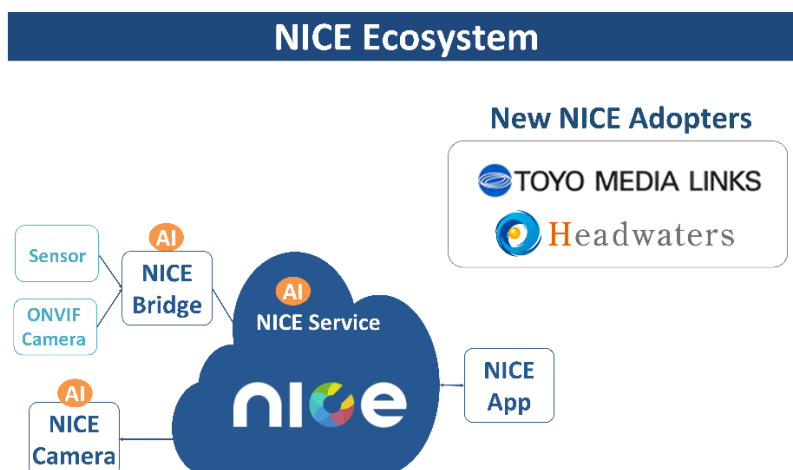 NICE Ecosystem
New NICE Adopters
TOYO MEDIA LINKS
Headwaters
AI
Sensor
NICE
Bridge
ONVIF
Camera
AI
NICE Service
nice
NICE
App
AI
NICE
Camera